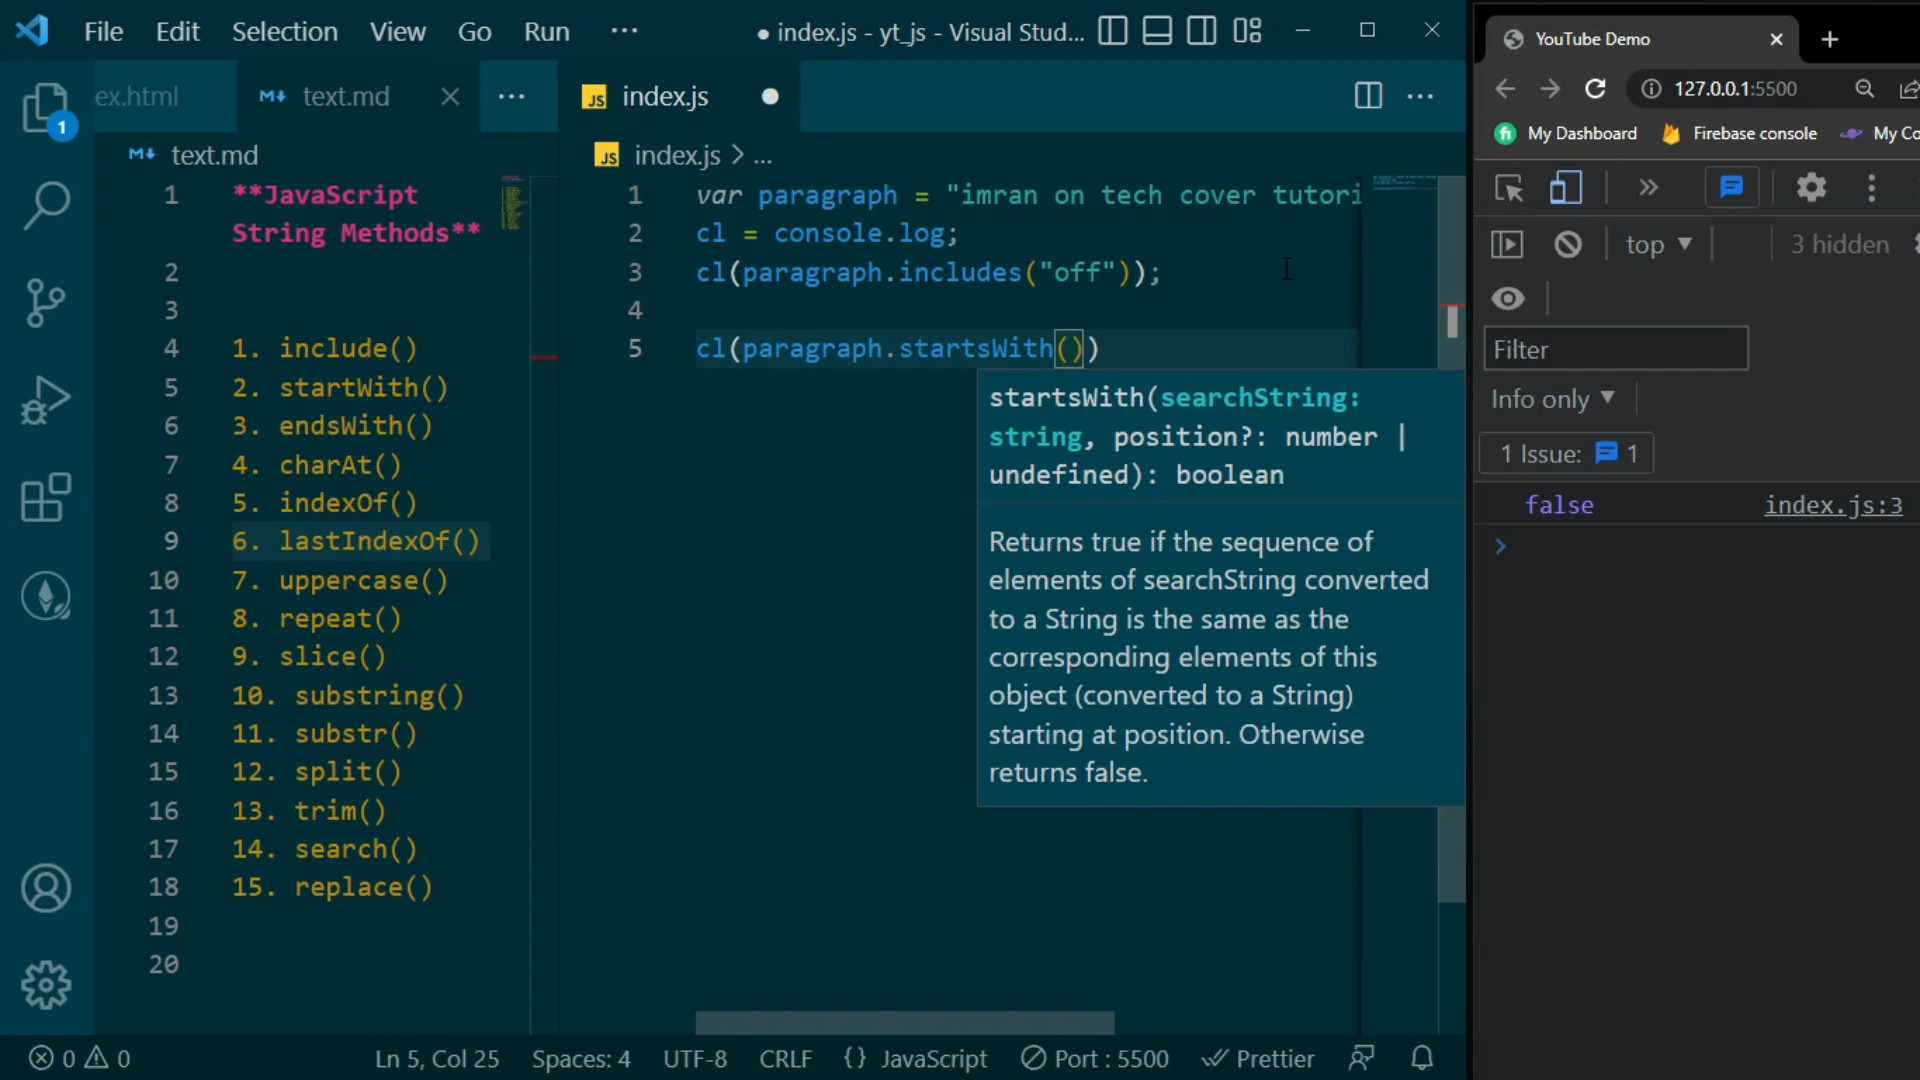 File Edit Selection View Go Run ...
● index.js - yt_js - Visual Stud...
ex.html
text.md
...
JS index.js
...
text.md
JS index.js > ...
1 **JavaScript
String Methods**
2
3
4 1. include()
5 2. startWith()
6 3. endsWith()
7 4. charAt()
8 5. indexOf()
9 6. lastIndexOf()
10 7. uppercase()
11 8. repeat()
12 9. slice()
13 10. substring()
14 11. substr()
15 12. split()
16 13. trim()
17 14. search()
18 15. replace()
19
20
1 var paragraph = "imran on tech cover tutori
2 cl = console.log;
3 cl(paragraph.includes("off"));
4
5 cl(paragraph.startsWith())
startsWith(searchString:
string, position?: number |
undefined): boolean
Returns true if the sequence of
elements of searchString converted
to a String is the same as the
corresponding elements of this
object (converted to a String)
starting at position. Otherwise
returns false.
1
0 0
Ln 5, Col 25 Spaces: 4 UTF-8 CRLF {} JavaScript Port : 5500 Prettier
YouTube Demo
127.0.0.1:5500
fi My Dashboard Firebase console My Co
top
3 hidden
Filter
Info only
1 Issue: 1
false index.js:3
>